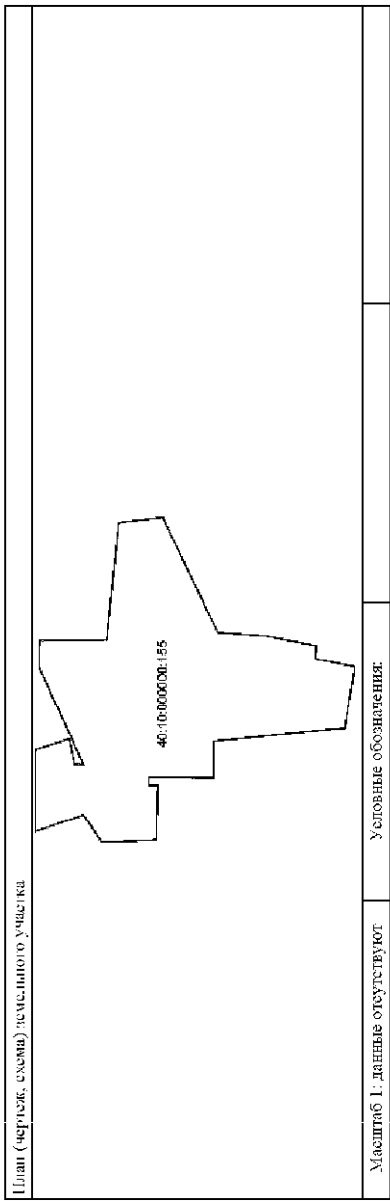 План (чертеж, схема) земельного участка
40:10:000000:155
Масштаб 1: данные отсутствуют
Условные обозначения: